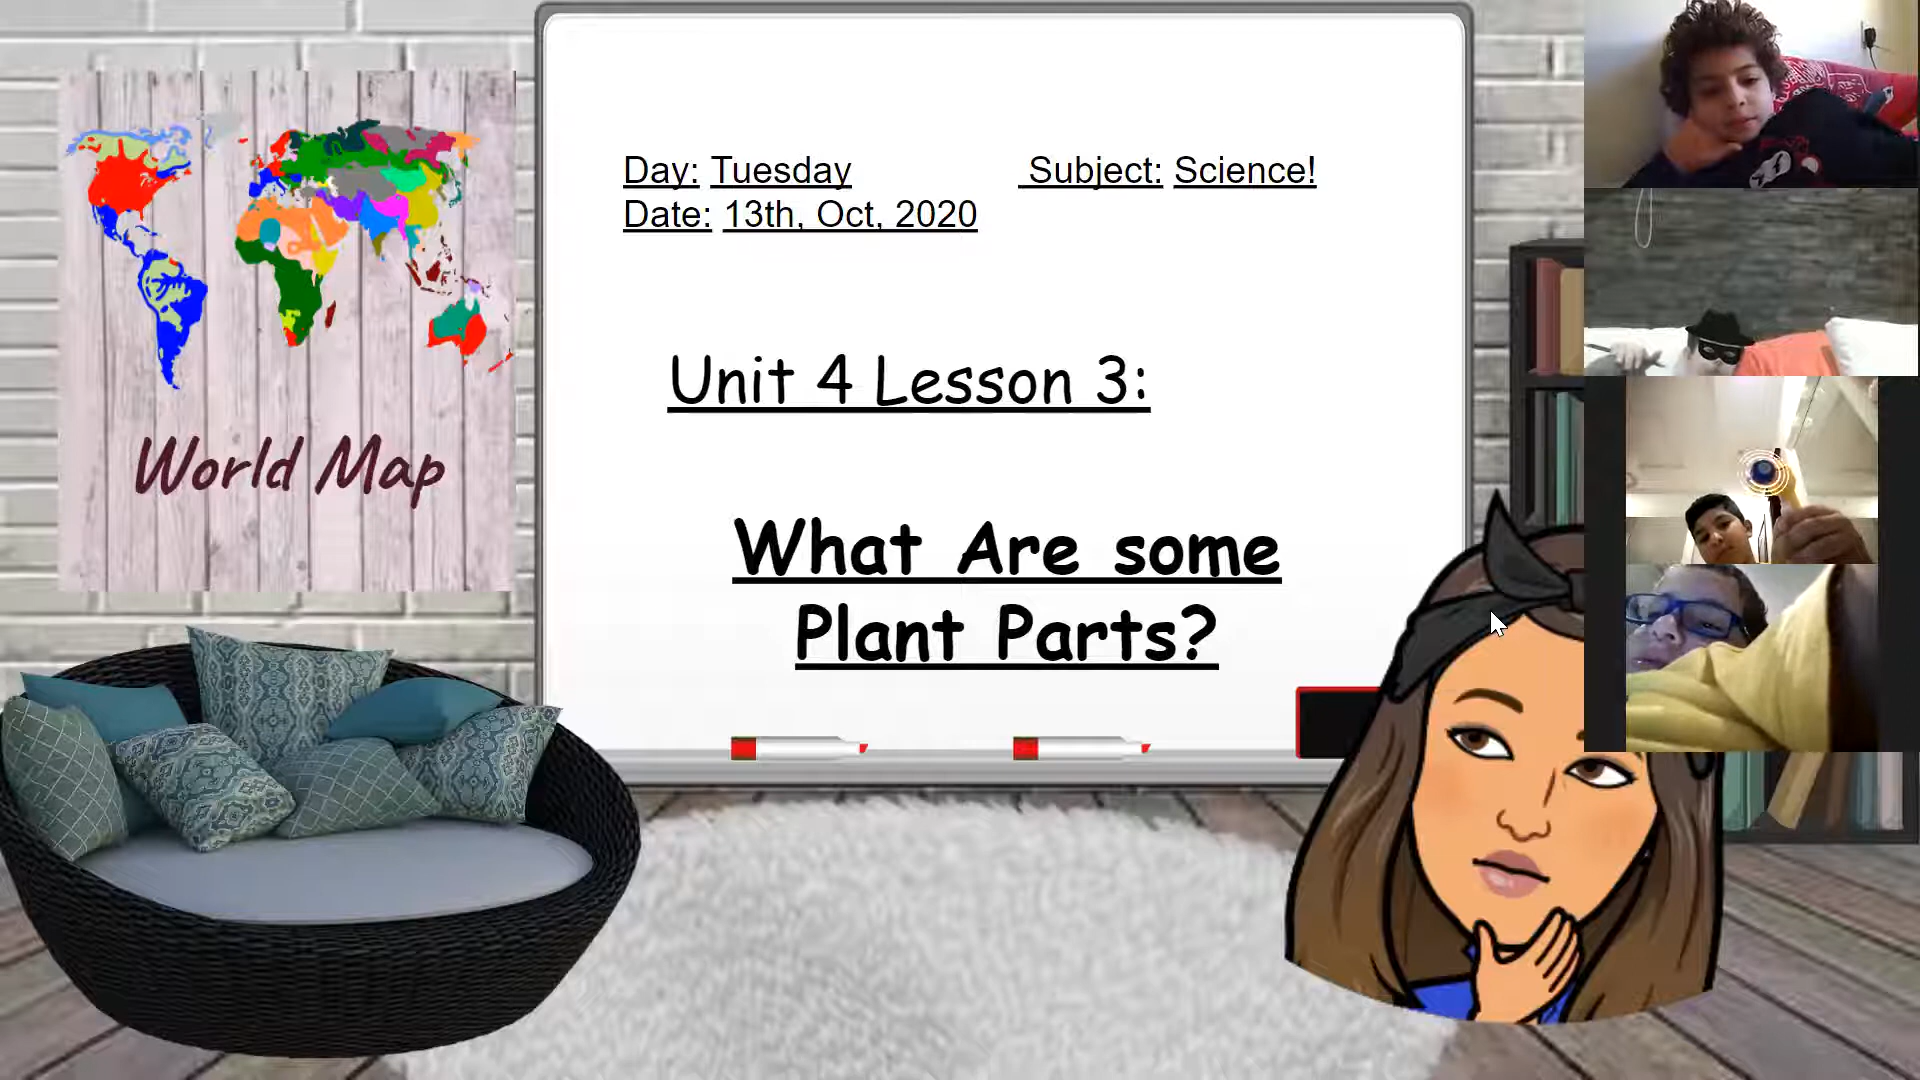 Day: Tuesday Subject: Science!
Date: 13th, Oct, 2020
Unit 4 Lesson 3:
What Are some
Plant Parts?
World Map